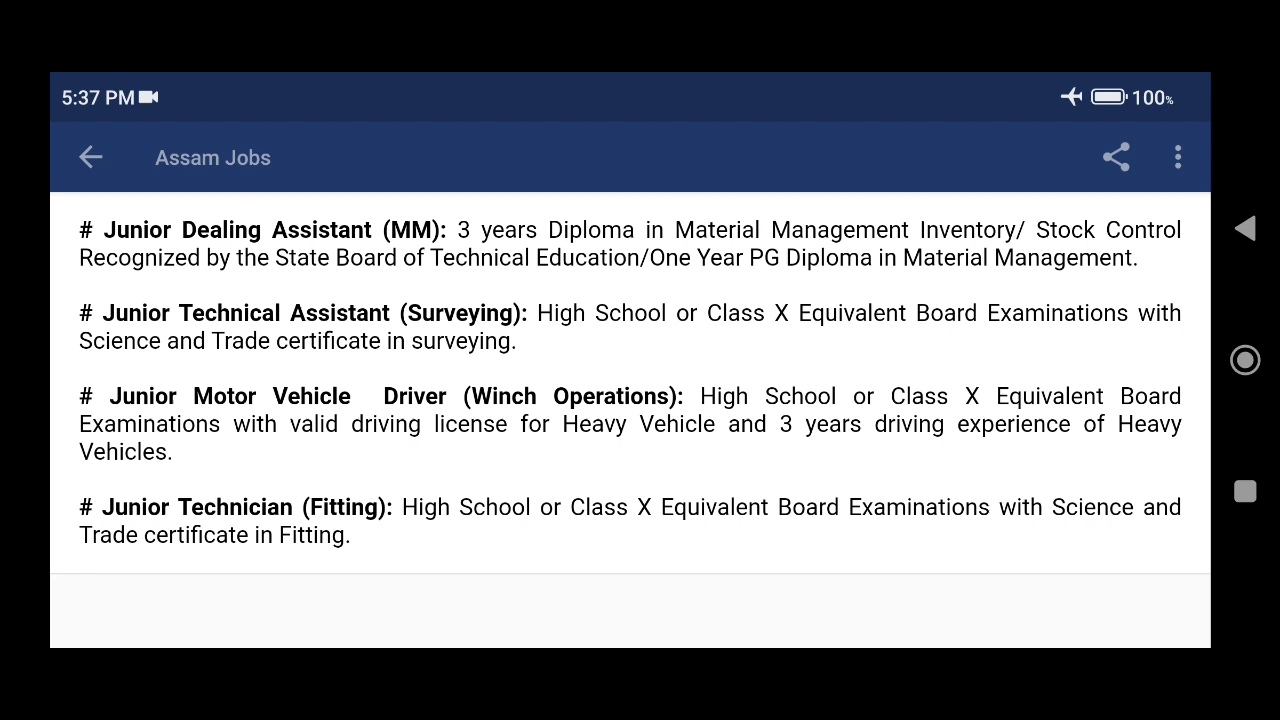 5:37 PM 100%
Assam Jobs
# Junior Dealing Assistant (MM): 3 years Diploma in Material Management Inventory/ Stock Control
Recognized by the State Board of Technical Education/One Year PG Diploma in Material Management.
# Junior Technical Assistant (Surveying): High School or Class X Equivalent Board Examinations with
Science and Trade certificate in surveying.
# Junior Motor Vehicle  Driver (Winch Operations): High School or Class X Equivalent Board
Examinations with valid driving license for Heavy Vehicle and 3 years driving experience of Heavy
Vehicles.
# Junior Technician (Fitting): High School or Class X Equivalent Board Examinations with Science and
Trade certificate in Fitting.